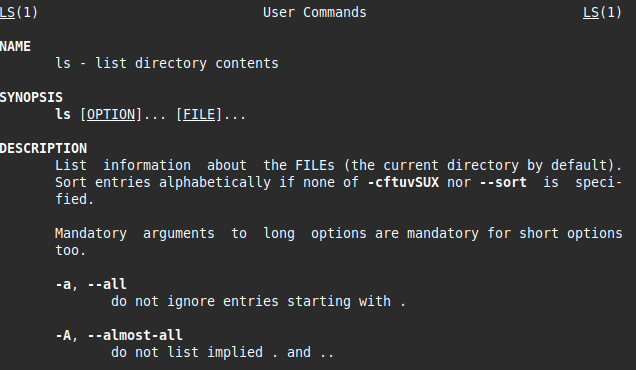 LS(1) User Commands LS(1)
NAME
ls - list directory contents
SYNOPSIS
ls [OPTION]... [FILE]...
DESCRIPTION
List information about the FILEs (the current directory by default).
Sort entries alphabetically if none of -cftuvSUX nor --sort is speci-
fied.
Mandatory arguments to long options are mandatory for short options
too.
-a, --all
do not ignore entries starting with .
-A, --almost-all
do not list implied . and ..